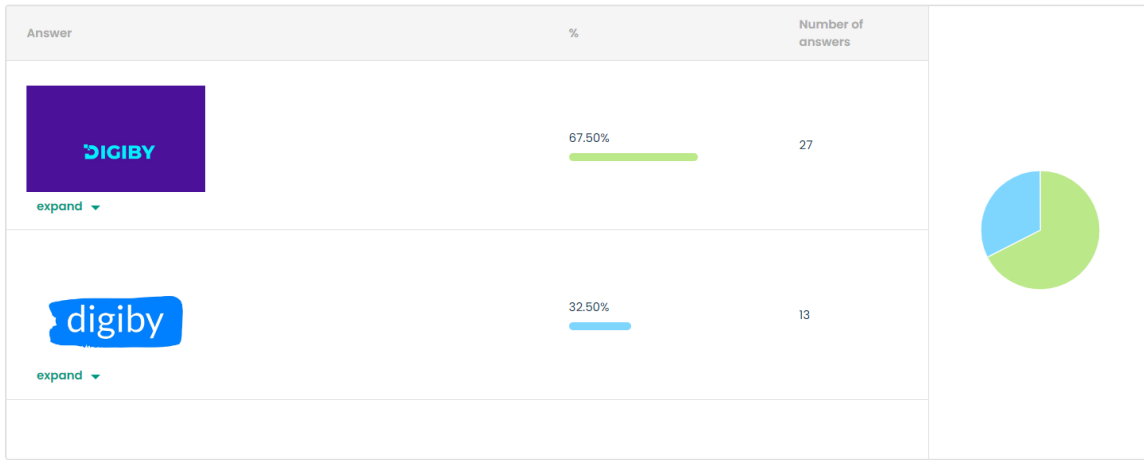 Answer
%
Number of
answers
DIGIBY
67.50%
27
expand
digiby
32.50%
13
expand